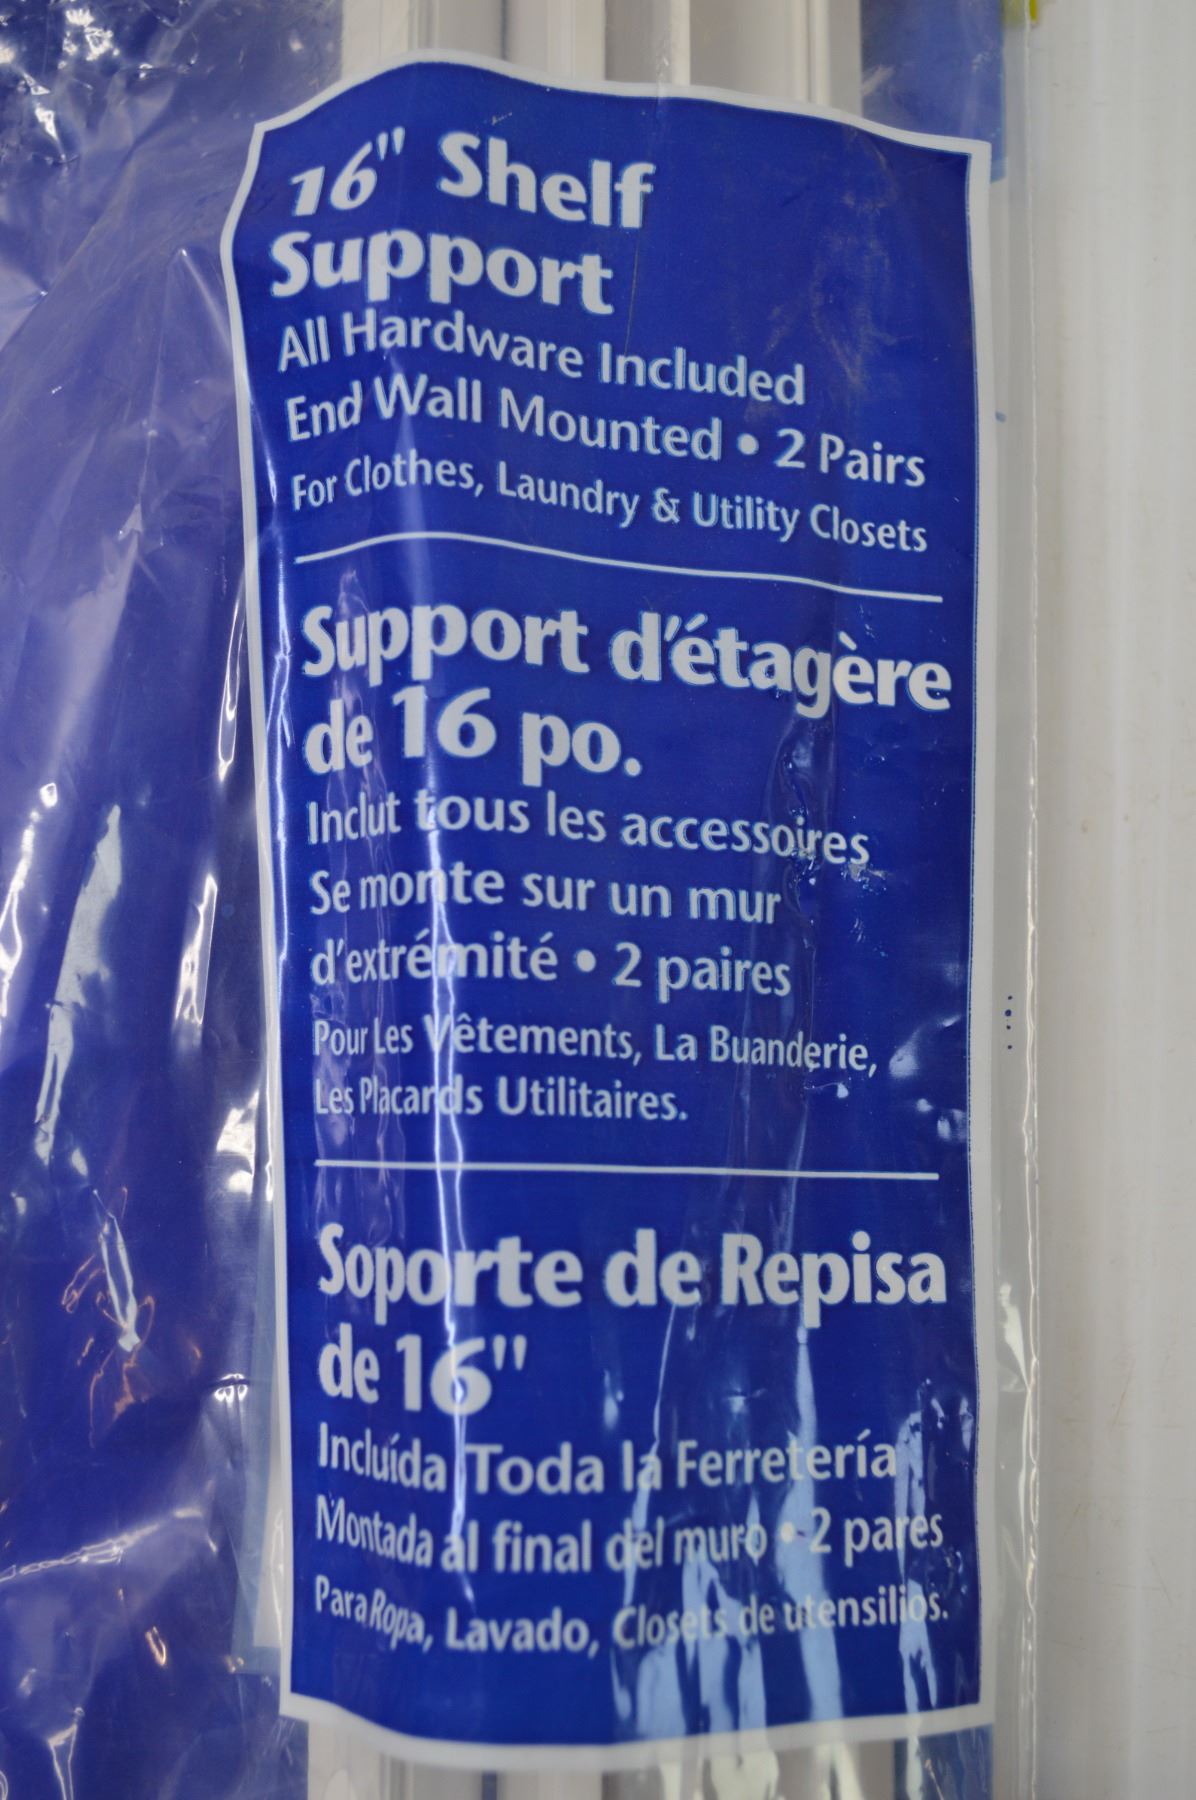 16" Shelf
Support
All Hardware Included
End Wall Mounted • 2 Pairs
For Clothes, Laundry & Utility Closets
Support d'étagère
de 16 po.
Inclut tous les accessoires
Se monte sur un mur
d'extrémité • 2 paires
Pour Les Vêtements, La Buanderie,
Les Placards Utilitaires.
Soporte de Repisa
de 16"
Incluída Toda la Ferretería
Montada al final del muro • 2 pares
Para Ropa, Lavado, Closets de utensilios.